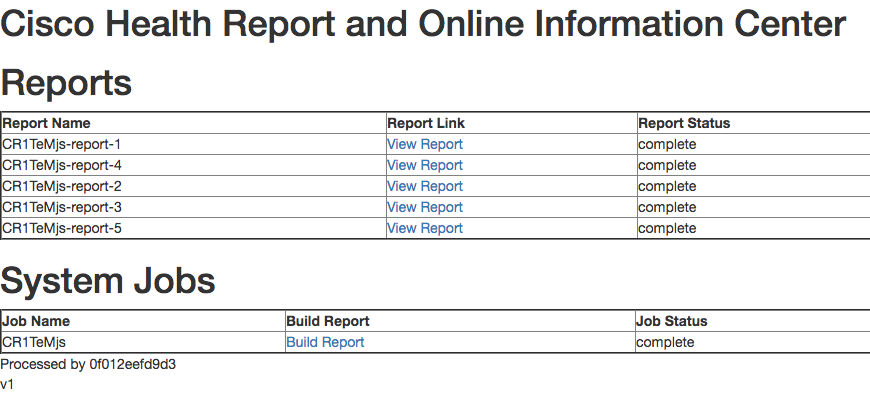 Cisco Health Report and Online Information Center
Reports
Report Name Report Link Report Status
CR1TeMjs-report-1 View Report complete
CR1TeMjs-report-4 View Report complete
CR1TeMjs-report-2 View Report complete
CR1TeMjs-report-3 View Report complete
CR1TeMjs-report-5 View Report complete
System Jobs
Job Name Build Report Job Status
CR1TeMjs Build Report complete
Processed by 0f012eefd9d3
v1